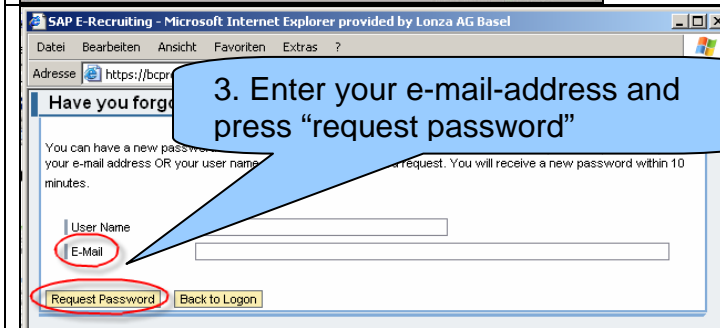 SAP E-Recruiting - Microsoft Internet Explorer provided by Lonza AG Basel
Datei Bearbeiten Ansicht Favoriten Extras ?
Adresse https://bcpr
Have you forgo
3. Enter your e-mail-address and
press “request password”
You can have a new passw
your e-mail address OR your user name request. You will receive a new password within 10
minutes.
User Name
E-Mail
Request Password Back to Logon